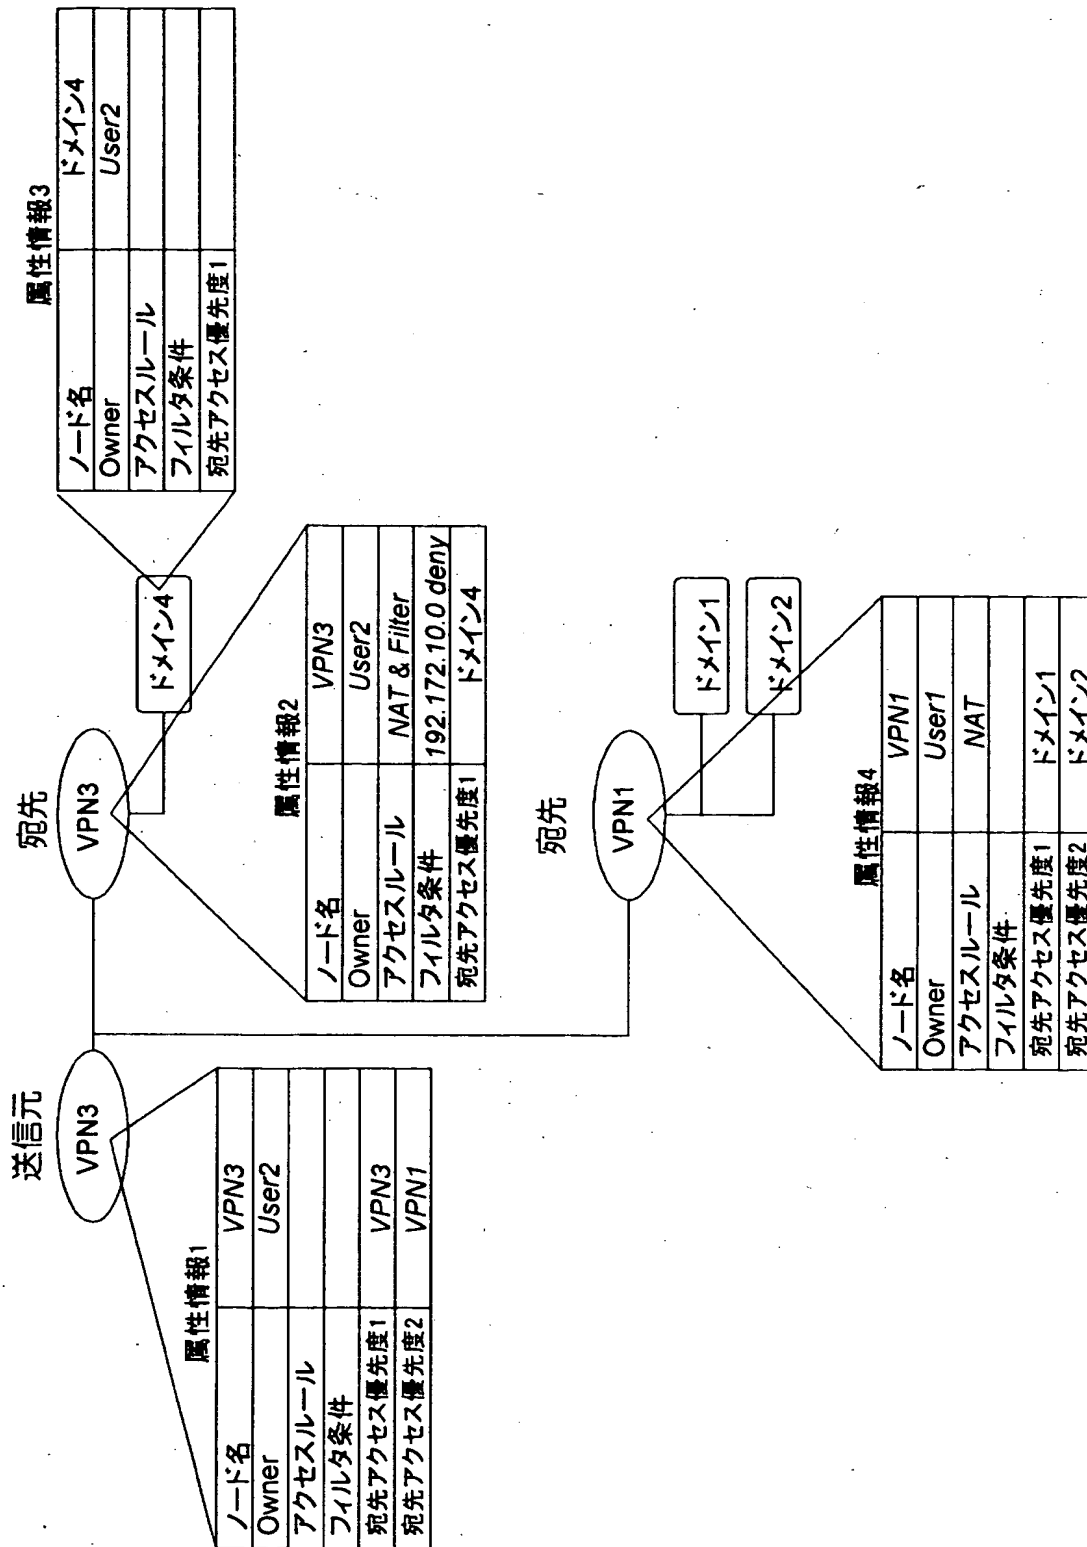 送信元
VPN3
属性情報1
ノード名 VPN3
Owner User2
アクセスルール
フィルタ条件
宛先アクセス優先度1 VPN3
宛先アクセス優先度2 VPN1
宛先
VPN3
ドメイン4
属性情報2
ノード名 VPN3
Owner User2
アクセスルール NAT & Filter
フィルタ条件 192.172.10.0 deny
宛先アクセス優先度1 ドメイン4
属性情報3
ノード名 ドメイン4
Owner User2
アクセスルール
フィルタ条件
宛先アクセス優先度1
宛先
VPN1
ドメイン1
ドメイン2
属性情報4
ノード名 VPN1
Owner User1
アクセスルール NAT
フィルタ条件
宛先アクセス優先度1 ドメイン1
宛先アクセス優先度2 ドメイン2